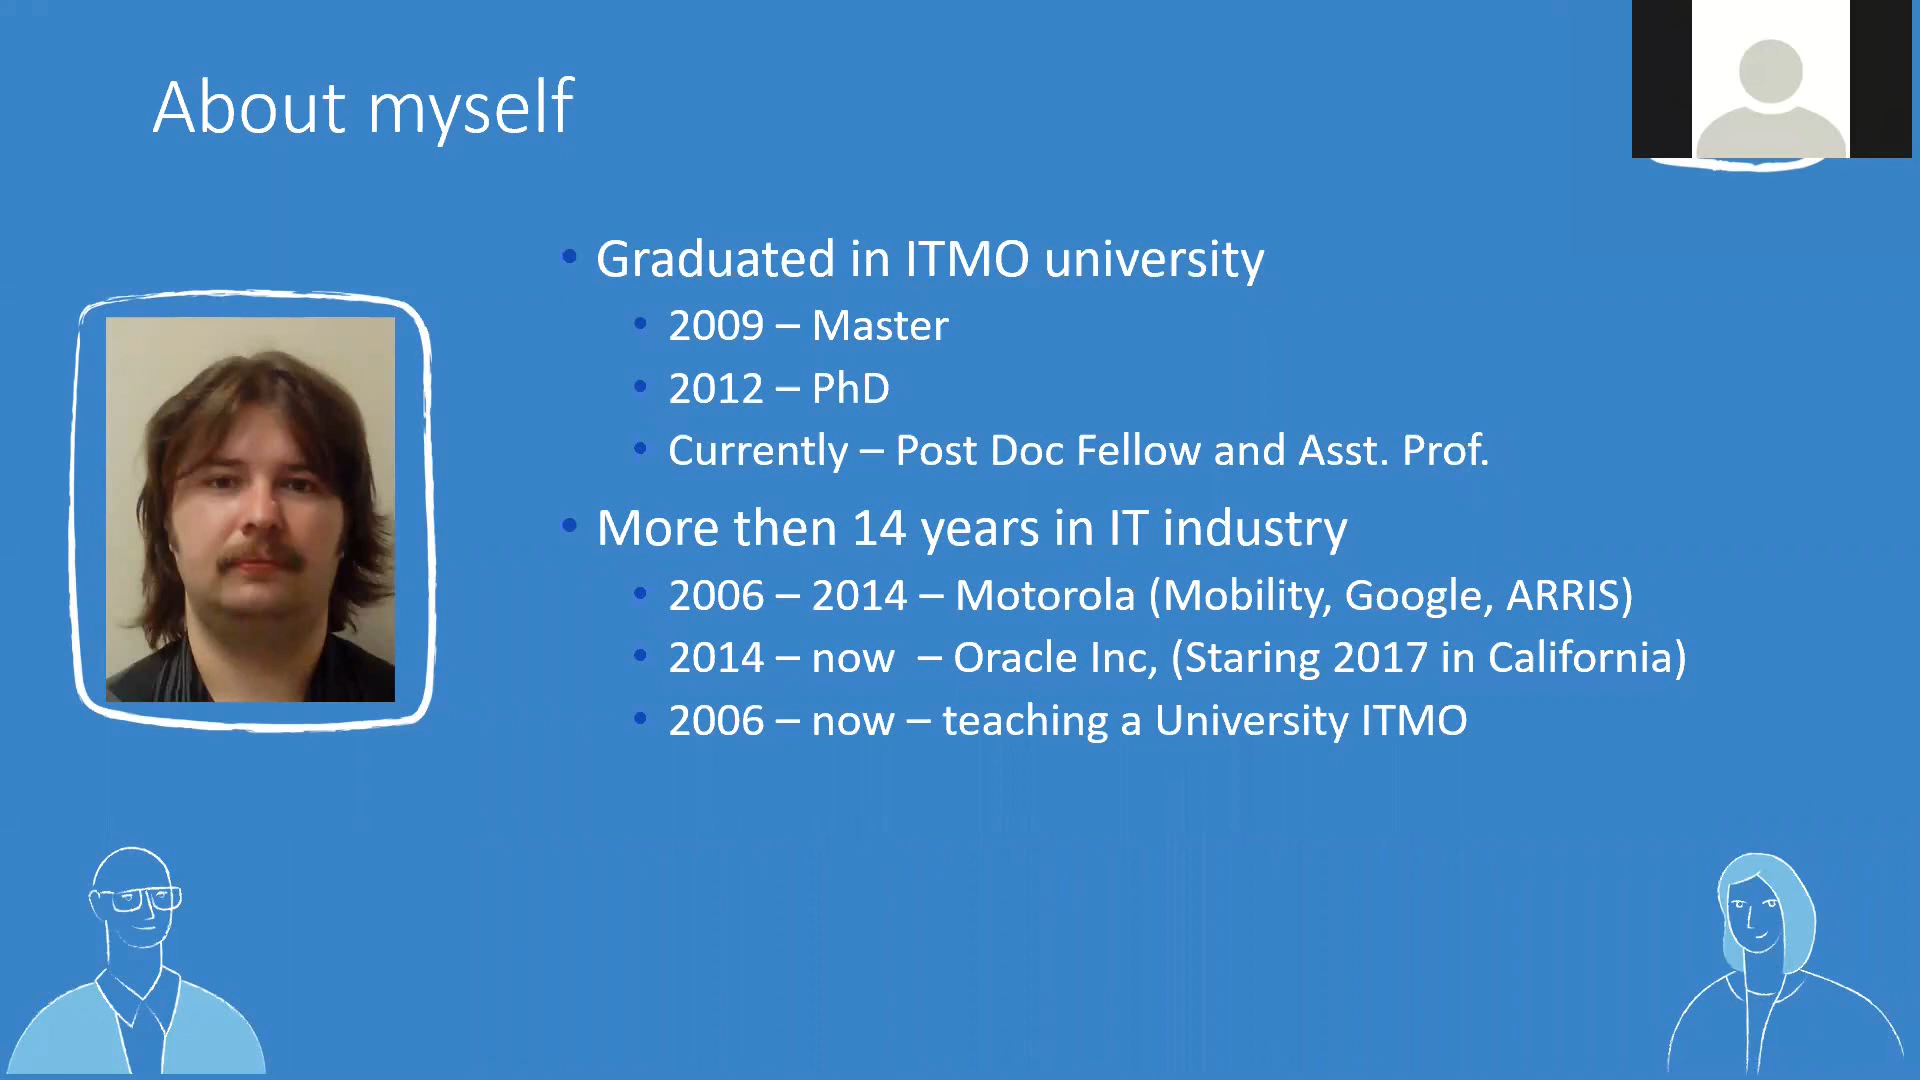 About myself
• Graduated in ITMO university
• 2009 – Master
• 2012 – PhD
• Currently – Post Doc Fellow and Asst. Prof.
• More then 14 years in IT industry
• 2006 – 2014 – Motorola (Mobility, Google, ARRIS)
• 2014 – now – Oracle Inc, (Staring 2017 in California)
• 2006 – now – teaching a University ITMO